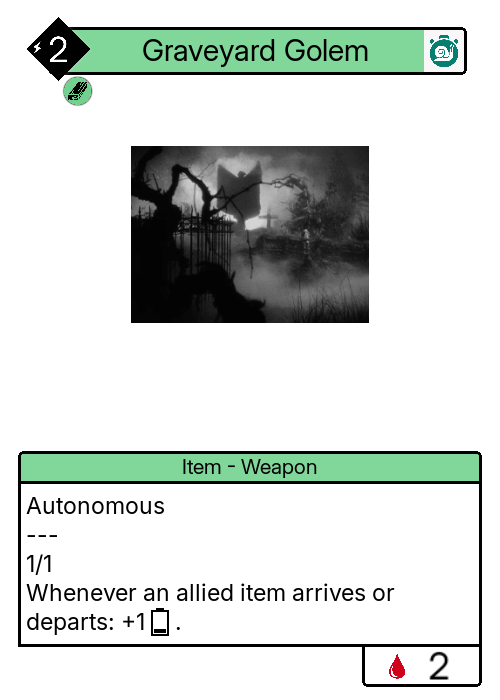 2
Graveyard Golem
Item - Weapon
Autonomous
---
1/1
Whenever an allied item arrives or
departs: +1 .
2